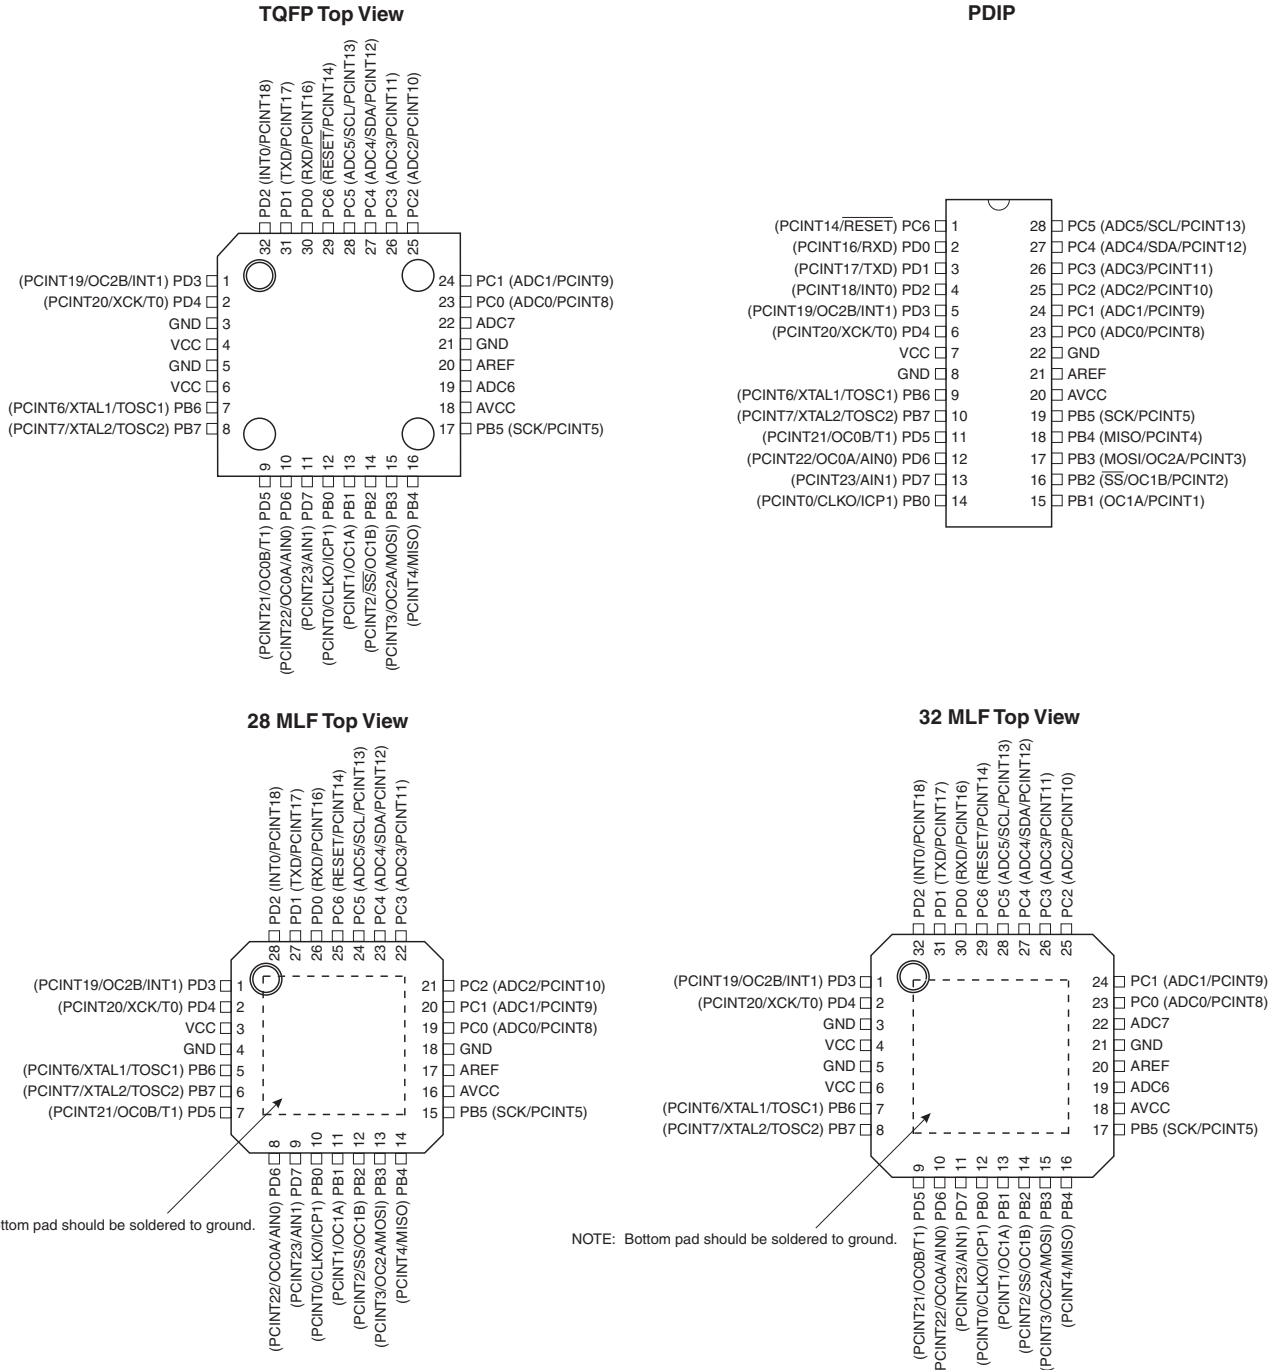 TQFP Top View
32 PD2 (INT0/PCINT18)
31 PD1 (TXD/PCINT17)
30 PD0 (RXD/PCINT16)
29 PC6 (RESET/PCINT14)
28 PC5 (ADC5/SCL/PCINT13)
27 PC4 (ADC4/SDA/PCINT12)
26 PC3 (ADC3/PCINT11)
25 PC2 (ADC2/PCINT10)
(PCINT19/OC2B/INT1) PD3 1
(PCINT20/XCK/T0) PD4 2
GND 3
VCC 4
GND 5
VCC 6
(PCINT6/XTAL1/TOSC1) PB6 7
(PCINT7/XTAL2/TOSC2) PB7 8
24 PC1 (ADC1/PCINT9)
23 PC0 (ADC0/PCINT8)
22 ADC7
21 GND
20 AREF
19 ADC6
18 AVCC
17 PB5 (SCK/PCINT5)
(PCINT21/OC0B/T1) PD5 9
(PCINT22/OC0A/AIN0) PD6 10
(PCINT23/AIN1) PD7 11
(PCINT0/CLKO/ICP1) PB0 12
(PCINT1/OC1A) PB1 13
(PCINT2/SS/OC1B) PB2 14
(PCINT3/OC2A/MOSI) PB3 15
(PCINT4/MISO) PB4 16
PDIP
(PCINT14/RESET) PC6 1
(PCINT16/RXD) PD0 2
(PCINT17/TXD) PD1 3
(PCINT18/INT0) PD2 4
(PCINT19/OC2B/INT1) PD3 5
(PCINT20/XCK/T0) PD4 6
VCC 7
GND 8
(PCINT6/XTAL1/TOSC1) PB6 9
(PCINT7/XTAL2/TOSC2) PB7 10
(PCINT21/OC0B/T1) PD5 11
(PCINT22/OC0A/AIN0) PD6 12
(PCINT23/AIN1) PD7 13
(PCINT0/CLKO/ICP1) PB0 14
28 PC5 (ADC5/SCL/PCINT13)
27 PC4 (ADC4/SDA/PCINT12)
26 PC3 (ADC3/PCINT11)
25 PC2 (ADC2/PCINT10)
24 PC1 (ADC1/PCINT9)
23 PC0 (ADC0/PCINT8)
22 GND
21 AREF
20 AVCC
19 PB5 (SCK/PCINT5)
18 PB4 (MISO/PCINT4)
17 PB3 (MOSI/OC2A/PCINT3)
16 PB2 (SS/OC1B/PCINT2)
15 PB1 (OC1A/PCINT1)
28 MLF Top View
28 PD2 (INT0/PCINT18)
27 PD1 (TXD/PCINT17)
26 PD0 (RXD/PCINT16)
25 PC6 (RESET/PCINT14)
24 PC5 (ADC5/SCL/PCINT13)
23 PC4 (ADC4/SDA/PCINT12)
22 PC3 (ADC3/PCINT11)
(PCINT19/OC2B/INT1) PD3 1
(PCINT20/XCK/T0) PD4 2
VCC 3
GND 4
(PCINT6/XTAL1/TOSC1) PB6 5
(PCINT7/XTAL2/TOSC2) PB7 6
(PCINT21/OC0B/T1) PD5 7
21 PC2 (ADC2/PCINT10)
20 PC1 (ADC1/PCINT9)
19 PC0 (ADC0/PCINT8)
18 GND
17 AREF
16 AVCC
15 PB5 (SCK/PCINT5)
(PCINT22/OC0A/AIN0) PD6 8
(PCINT23/AIN1) PD7 9
(PCINT0/CLKO/ICP1) PB0 10
(PCINT1/OC1A) PB1 11
(PCINT2/SS/OC1B) PB2 12
(PCINT3/OC2A/MOSI) PB3 13
(PCINT4/MISO) PB4 14
pad should be soldered to ground.
32 MLF Top View
32 PD2 (INT0/PCINT18)
31 PD1 (TXD/PCINT17)
30 PD0 (RXD/PCINT16)
29 PC6 (RESET/PCINT14)
28 PC5 (ADC5/SCL/PCINT13)
27 PC4 (ADC4/SDA/PCINT12)
26 PC3 (ADC3/PCINT11)
25 PC2 (ADC2/PCINT10)
(PCINT19/OC2B/INT1) PD3 1
(PCINT20/XCK/T0) PD4 2
GND 3
VCC 4
GND 5
VCC 6
(PCINT6/XTAL1/TOSC1) PB6 7
(PCINT7/XTAL2/TOSC2) PB7 8
24 PC1 (ADC1/PCINT9)
23 PC0 (ADC0/PCINT8)
22 ADC7
21 GND
20 AREF
19 ADC6
18 AVCC
17 PB5 (SCK/PCINT5)
(PCINT21/OC0B/T1) PD5 9
PCINT22/OC0A/AIN0) PD6 10
(PCINT23/AIN1) PD7 11
(PCINT0/CLKO/ICP1) PB0 12
(PCINT1/OC1A) PB1 13
(PCINT2/SS/OC1B) PB2 14
(PCINT3/OC2A/MOSI) PB3 15
(PCINT4/MISO) PB4 16
NOTE: Bottom pad should be soldered to ground.